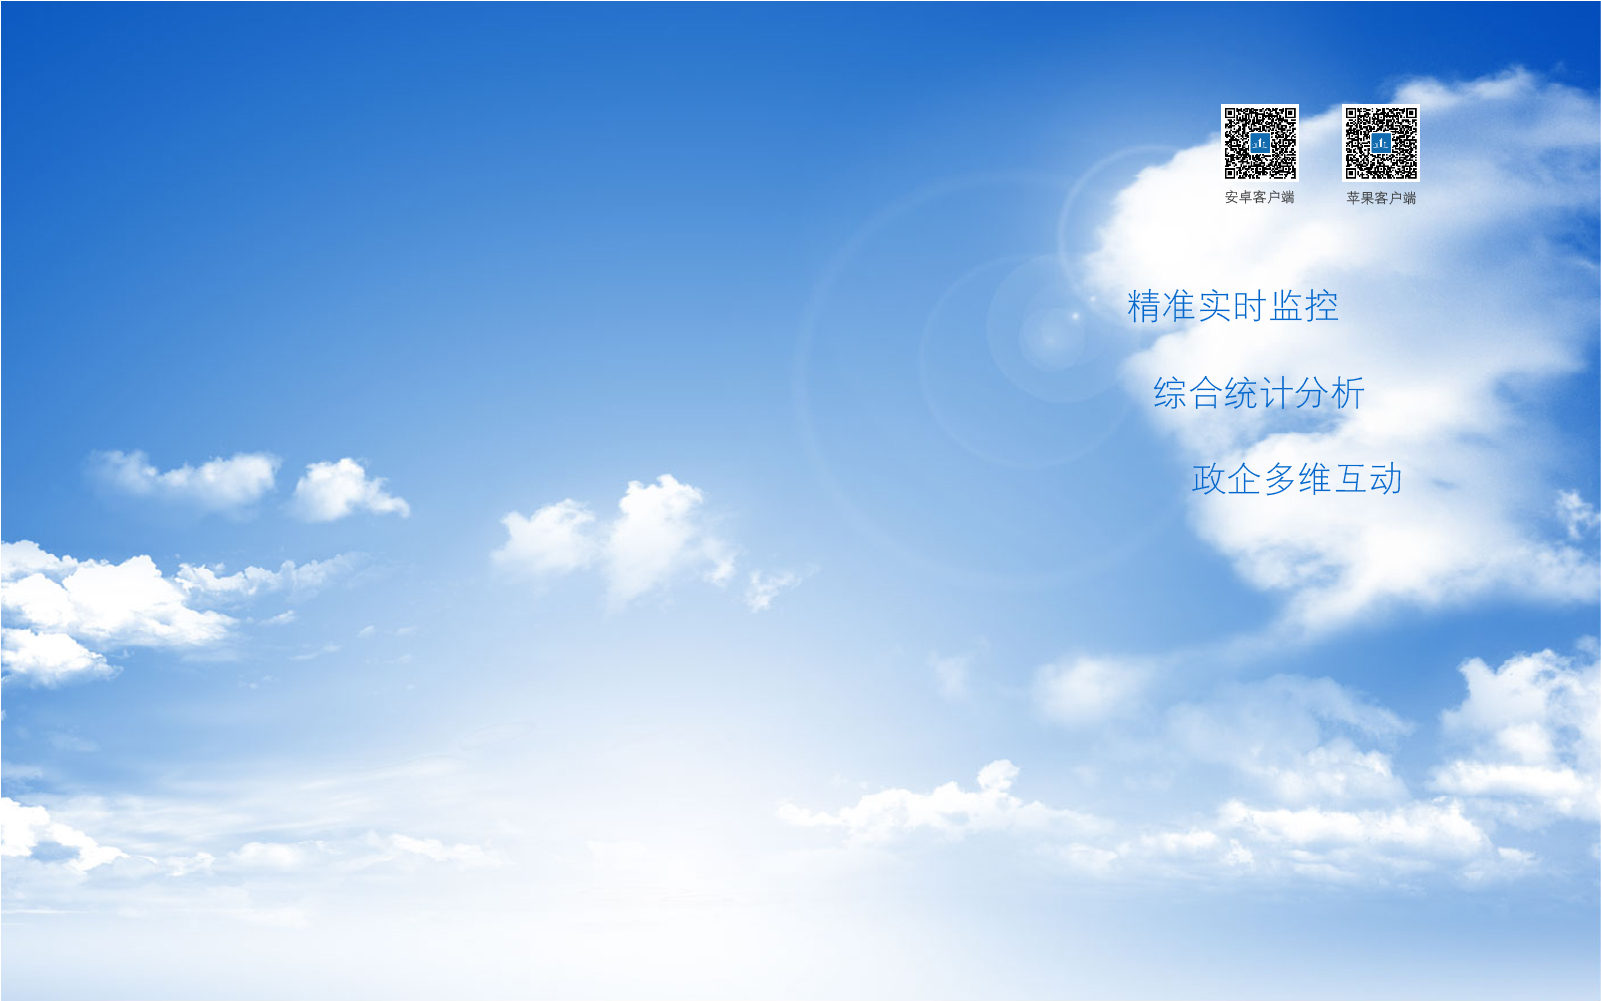 安卓客户端 苹果客户端
精准实时监控
综合统计分析
政企多维互动